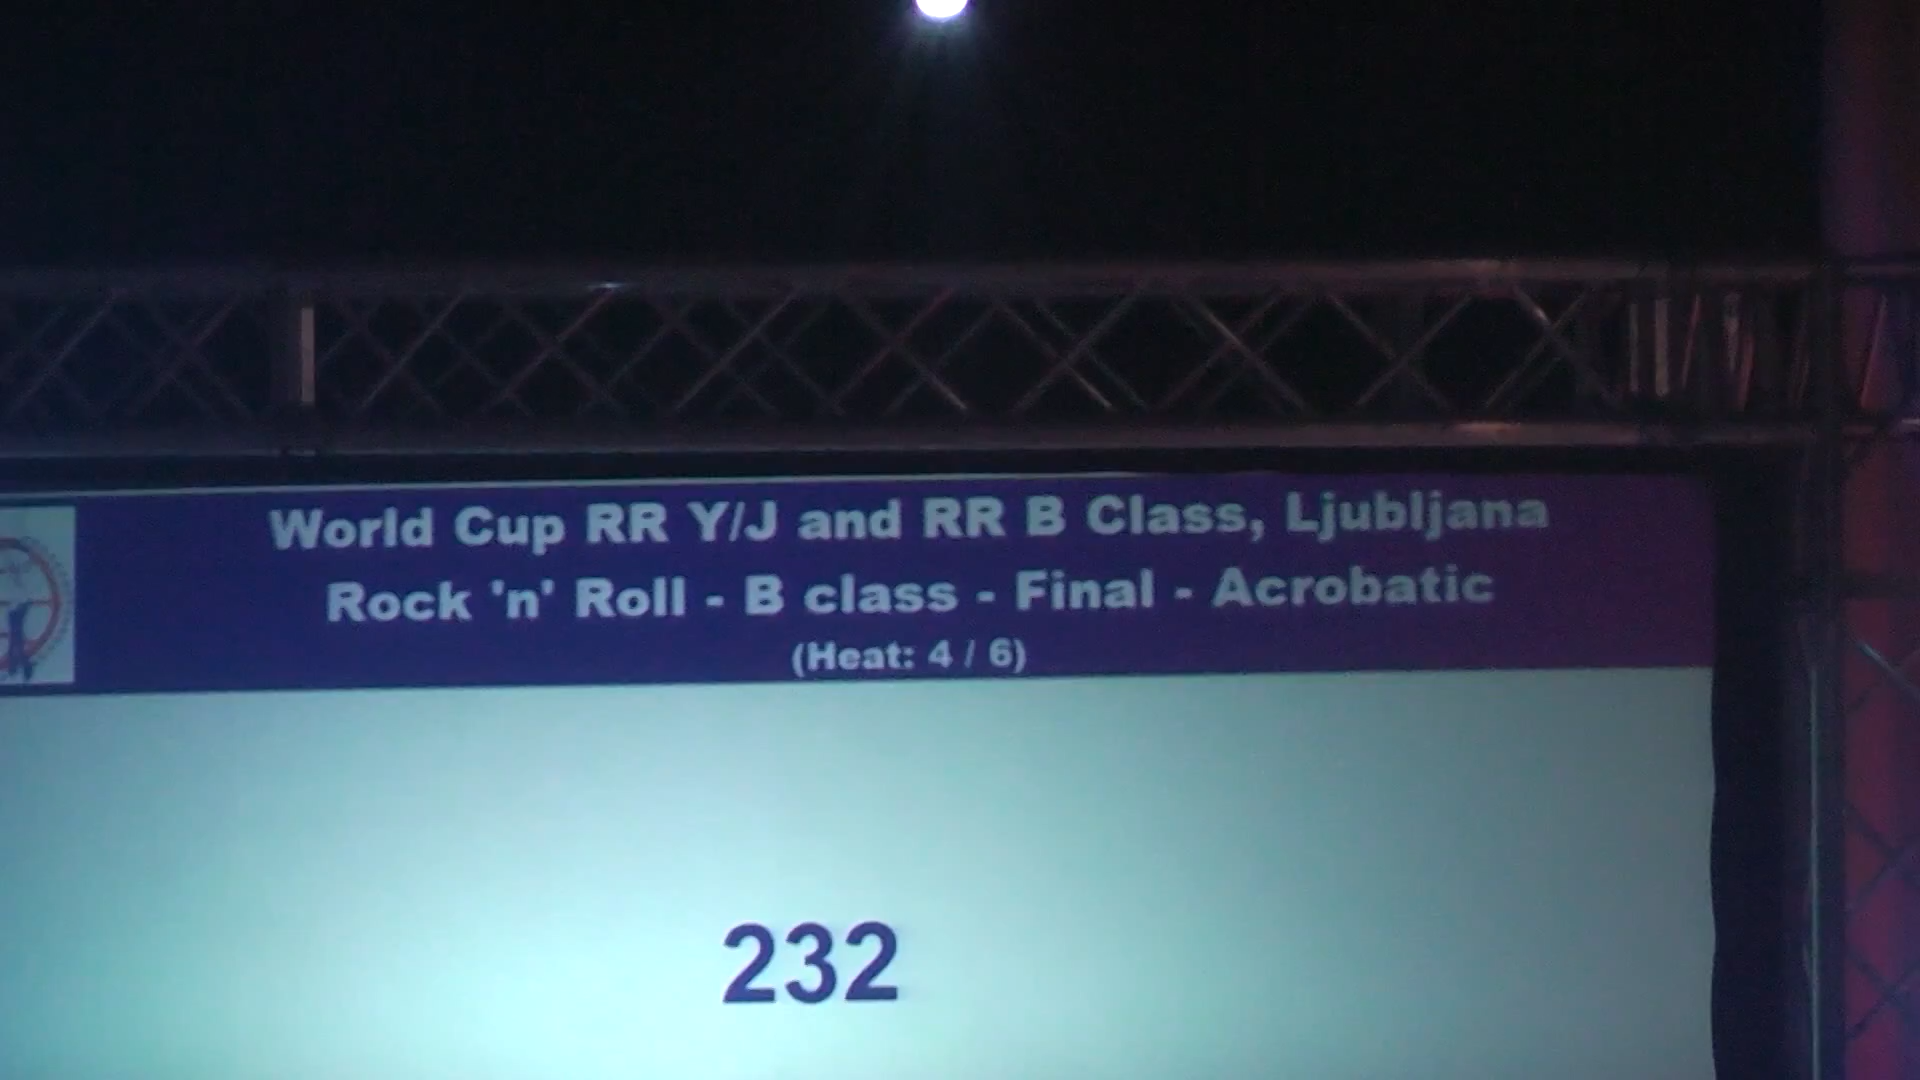 World Cup RR Y/J and RR B Class, Ljubljana
Rock 'n' Roll - B class - Final - Acrobatic
(Heat: 4 / 6)
232